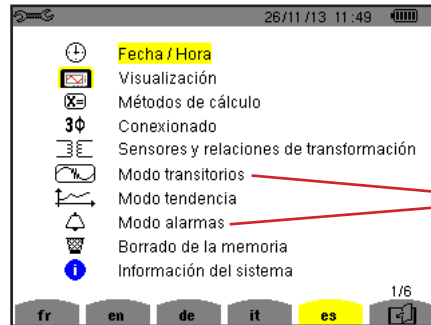 26/11/13 11:49
Fecha / Hora
Visualización
Métodos de cálculo
3Φ Conexionado
Sensores y relaciones de transformación
Modo transitorios
Modo tendencia
Modo alarmas
Borrado de la memoria
Información del sistema
1/6
fr en de it es